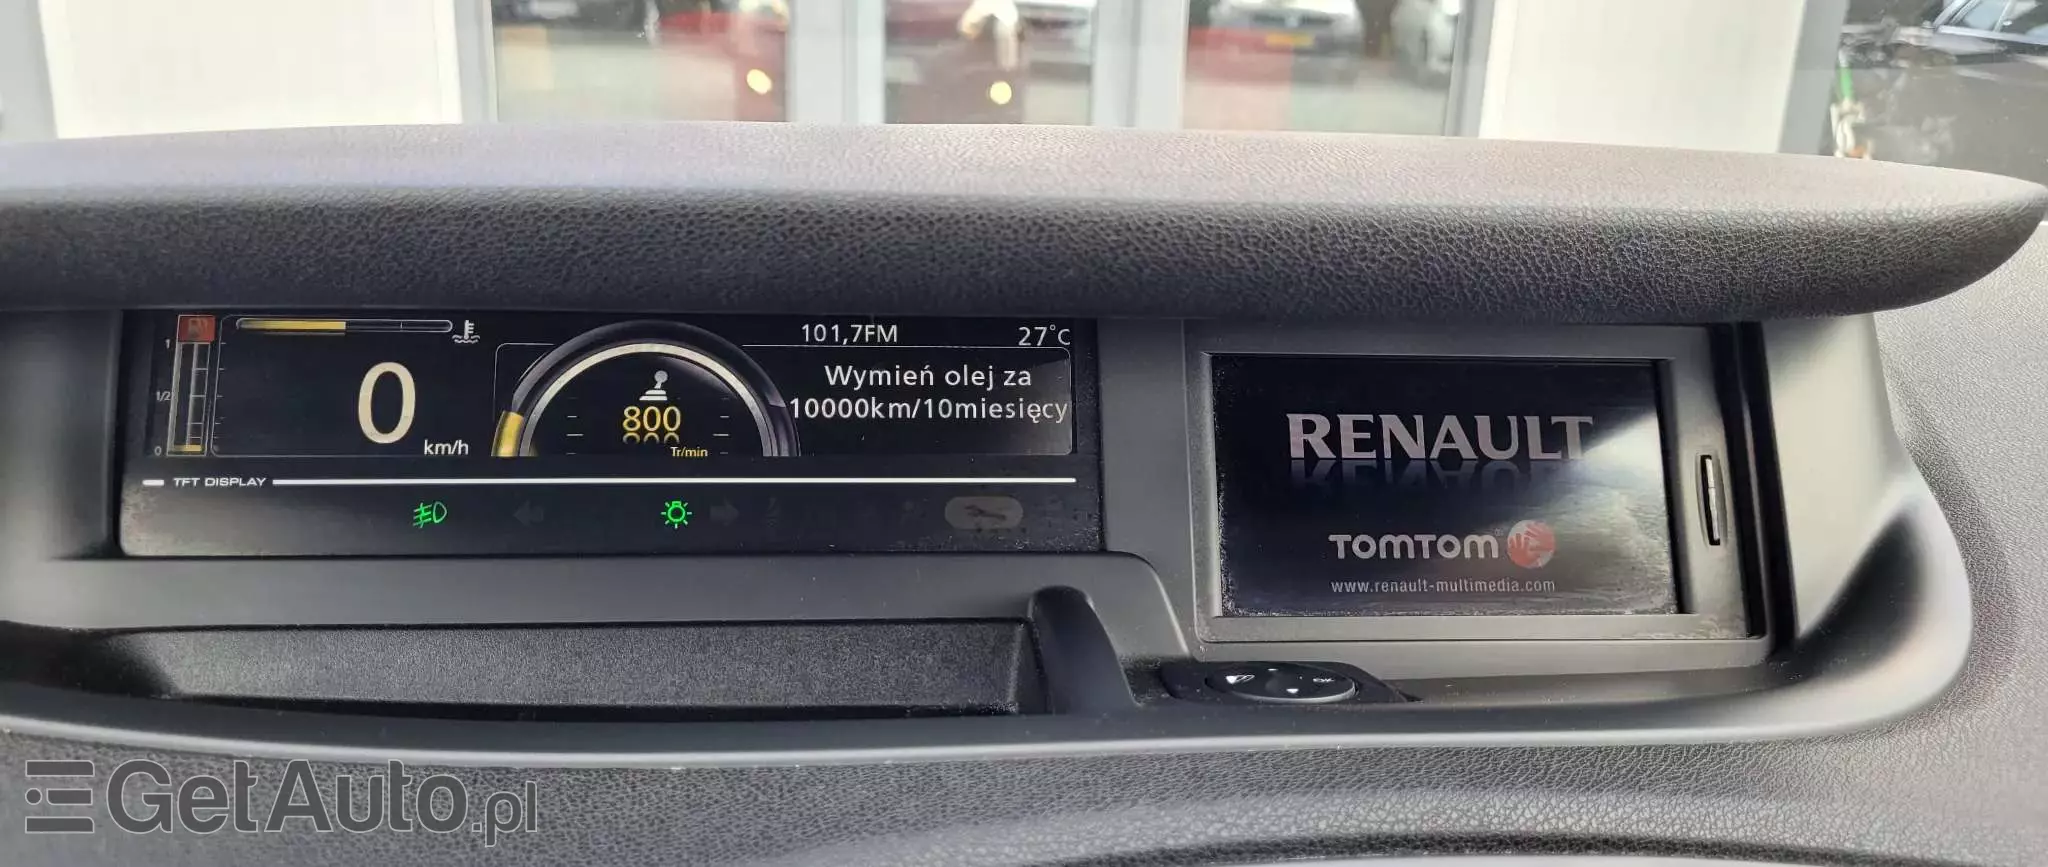 101,7FM
27°C
1
1/2
0
0
km/h
800
Tr/min
Wymień olej za
10000km/10miesięcy
TFT DISPLAY
RENAULT
TOMTOM
www.renault-multimedia.com
OK
GetAuto.pl